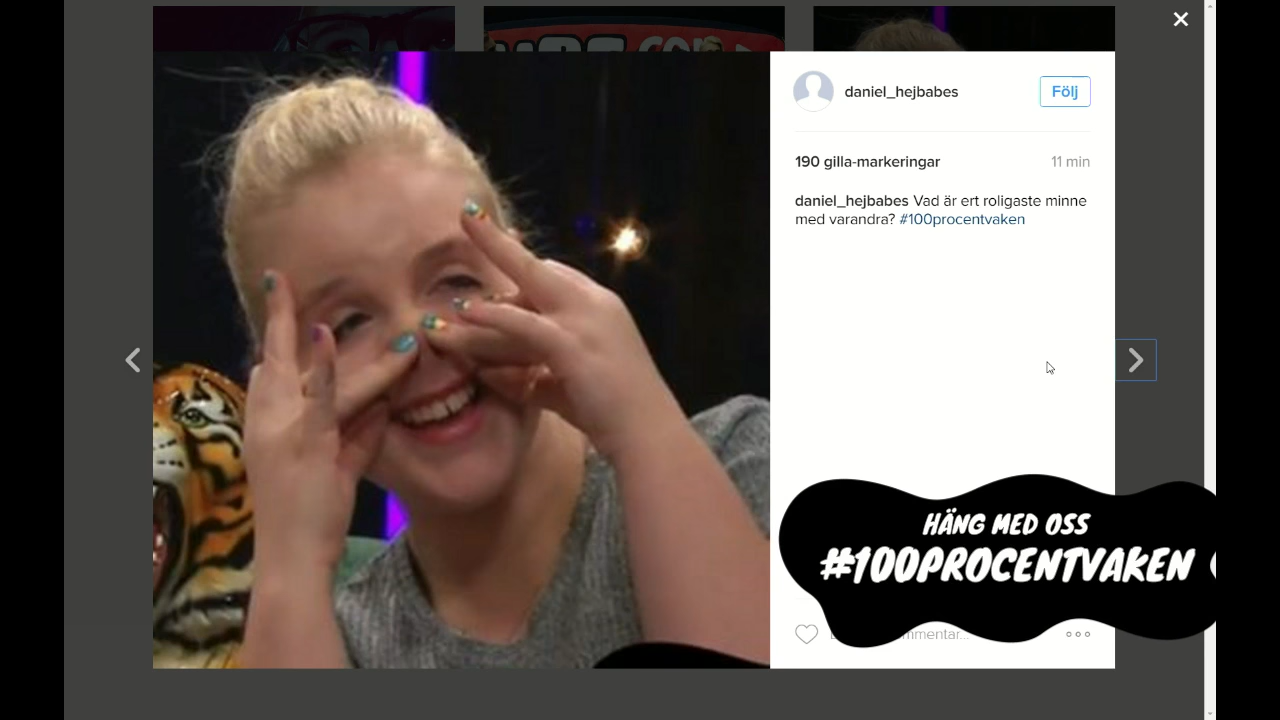 daniel_hejbabes
Följ
190 gilla-markeringar
11 min
daniel_hejbabes Vad är ert roligaste minne
med varandra? #100procentvaken
HÄNG MED OSS
#100PROCENTVAKEN